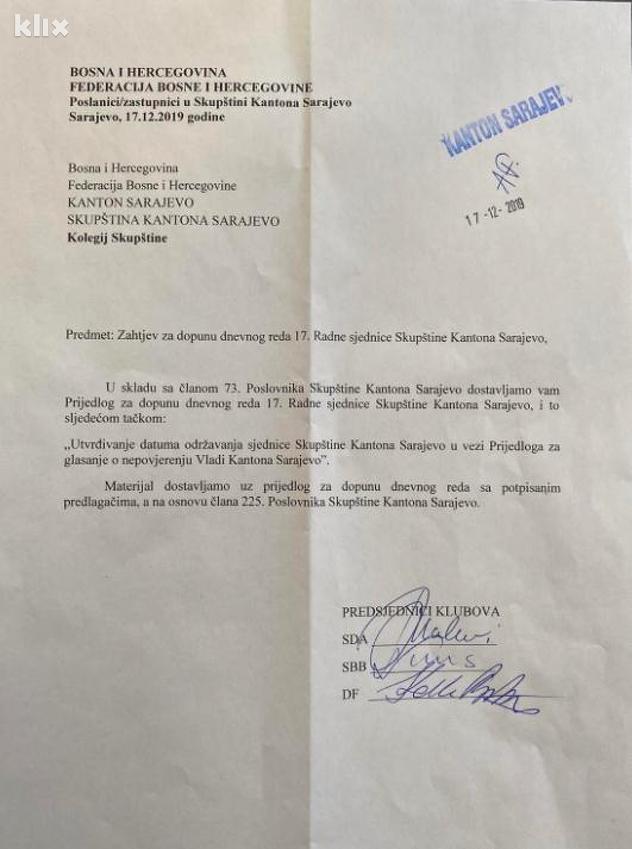 klix
BOSNA I HERCEGOVINA
FEDERACIJA BOSNE I HERCEGOVINE
Poslanici/zastupnici u Skupštini Kantona Sarajevo
Sarajevo, 17.12.2019 godine
KANTON SARAJEVO
17-12-2019
Bosna i Hercegovina
Federacija Bosne i Hercegovine
KANTON SARAJEVO
SKUPŠTINA KANTONA SARAJEVO
Kolegij Skupštine
Predmet: Zahtjev za dopunu dnevnog reda 17. Radne sjednice Skupštine Kantona Sarajevo,
U skladu sa članom 73. Poslovnika Skupštine Kantona Sarajevo dostavljamo vam
Prijedlog za dopunu dnevnog reda 17. Radne sjednice Skupštine Kantona Sarajevo, i to
sljedećom tačkom:
„Utvrđivanje datuma održavanja sjednice Skupštine Kantona Sarajevo u vezi Prijedloga za
glasanje o nepovjerenju Vladi Kantona Sarajevo”.
Materijal dostavljamo uz prijedlog za dopunu dnevnog reda sa potpisanim
predlagačima, a na osnovu člana 225. Poslovnika Skupštine Kantona Sarajevo.
PREDSJEDNICI KLUBOVA
SDA
SBB
DF